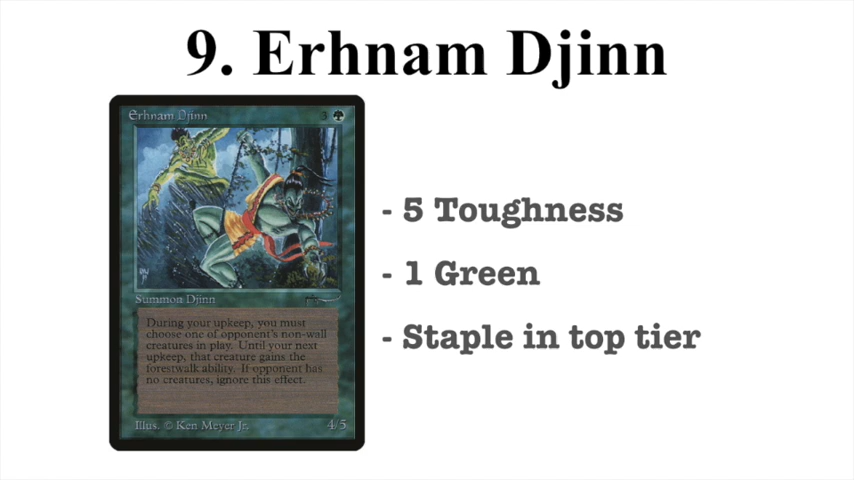 9. Erhnam Djinn
Erhnam Djinn 3
- 5 Toughness
- 1 Green
- Staple in top tier
Summon Djinn
During your upkeep, you must
choose one of opponent's non-wall
creatures in play. Until your next
upkeep, that creature gains the
forestwalk ability. If opponent has
no creatures, ignore this effect.
Illus. © Ken Meyer Jr. 4/5